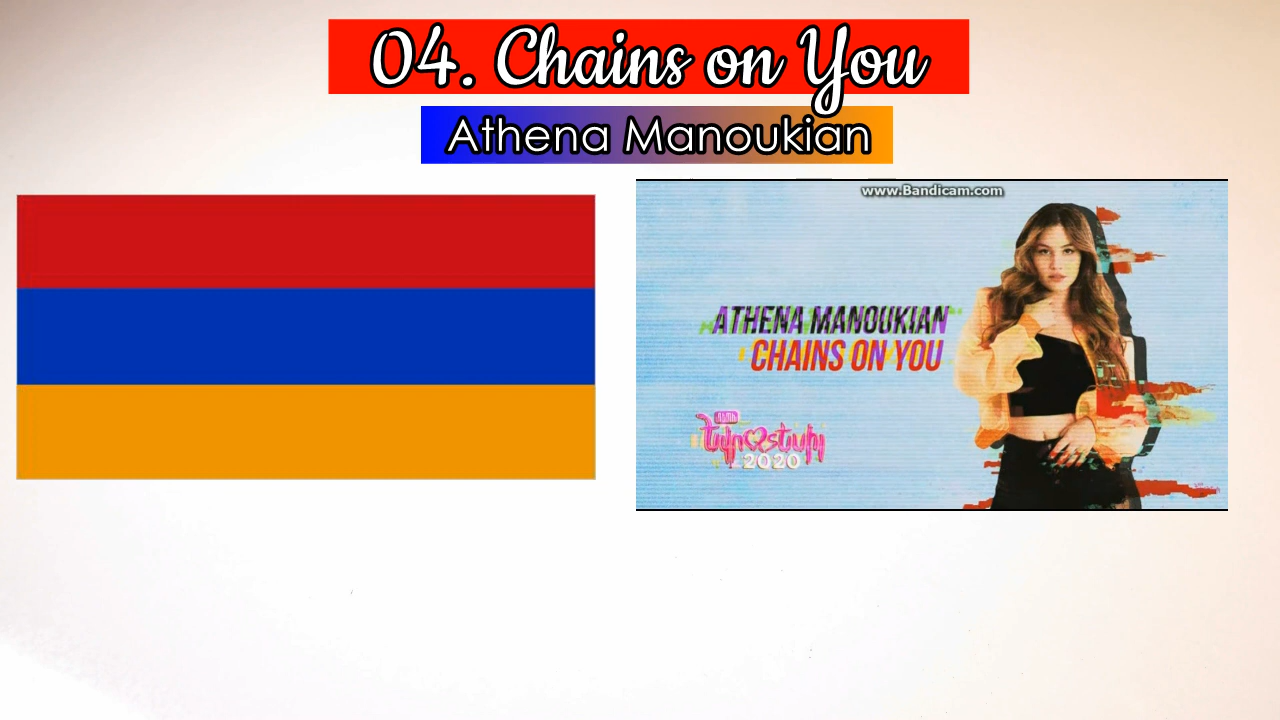 04. Chains on You
Athena Manoukian
www.Bandicam.com
ATHENA MANOUKIAN
CHAINS ON YOU
2020